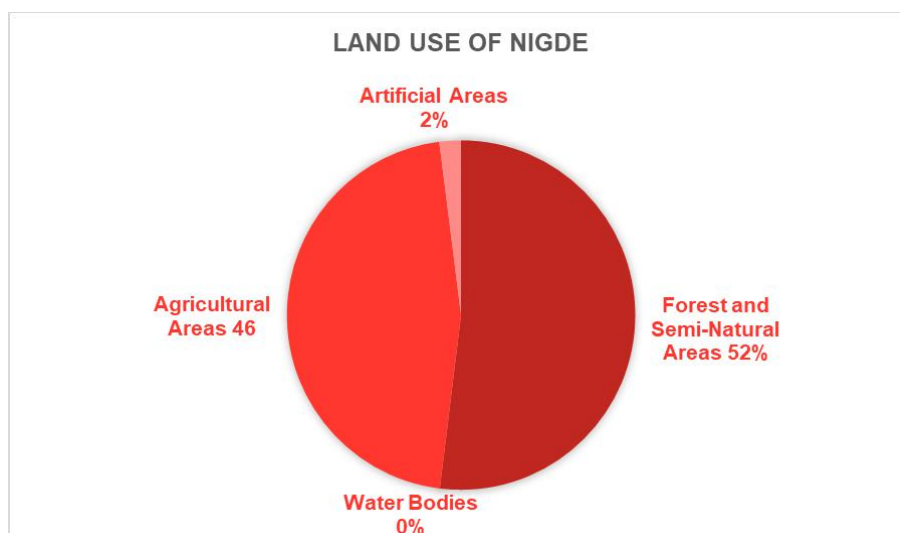 LAND USE OF NIGDE
Artificial Areas
2%
Agricultural
Areas 46
Forest and
Semi-Natural
Areas 52%
Water Bodies
0%